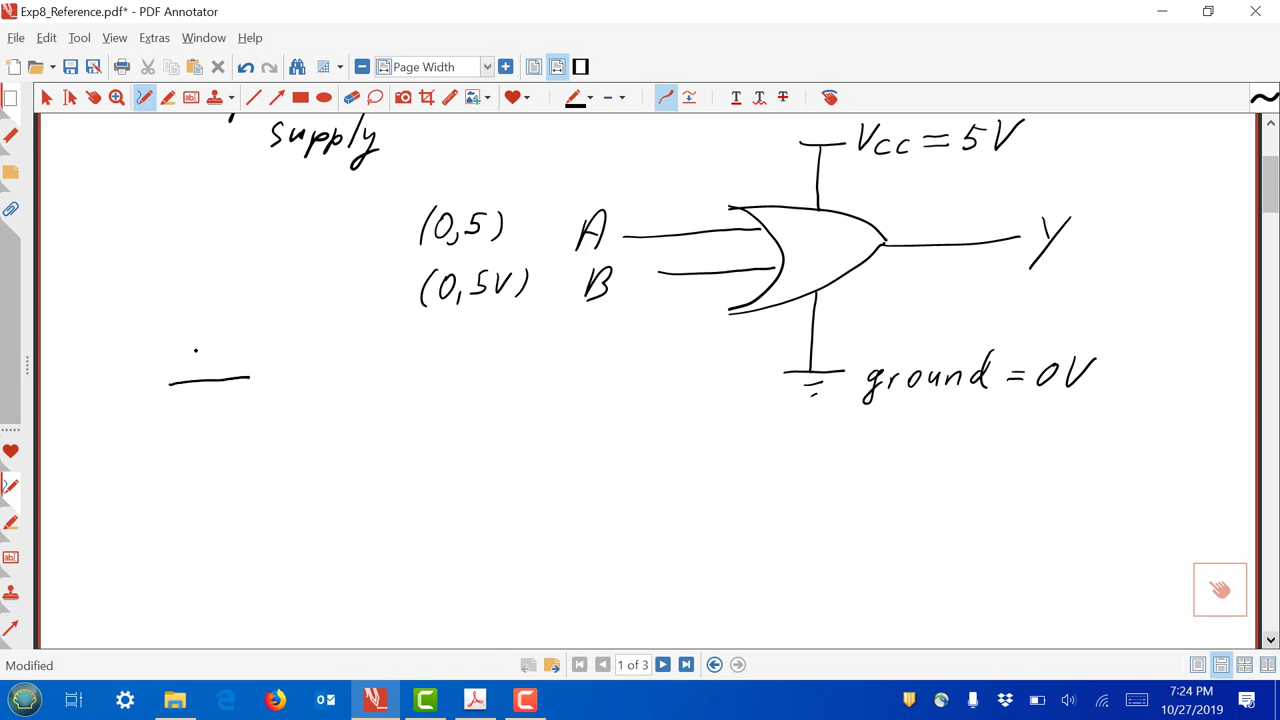 Exp8_Reference.pdf* - PDF Annotator
File Edit Tool View Extras Window Help
Page Width
supply
VCC = 5V
(0,5) A
Y
(0,5V) B
ground = 0V
Modified
1 of 3
7:24 PM
10/27/2019